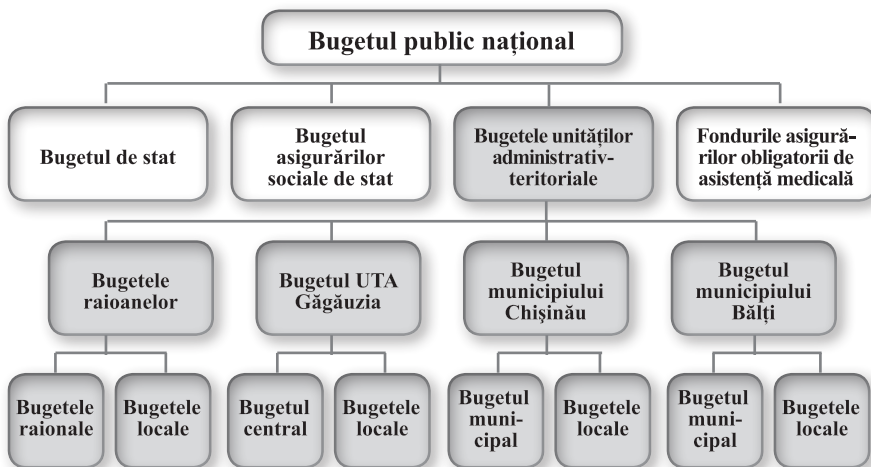 Bugetul public național
Bugetul de stat
Bugetul
asigurărilor
sociale de stat
Bugetele unităților
administrativ-
teritoriale
Fondurile asigură-
rilor obligatorii de
asistență medicală
Bugetele
raioanelor
Bugetul UTA
Găgăuzia
Bugetul
municipiului
Chişinău
Bugetul
municipiului
Bălți
Bugetele
raionale
Bugetele
locale
Bugetul
central
Bugetele
locale
Bugetul
muni-
cipal
Bugetele
locale
Bugetul
muni-
cipal
Bugetele
locale